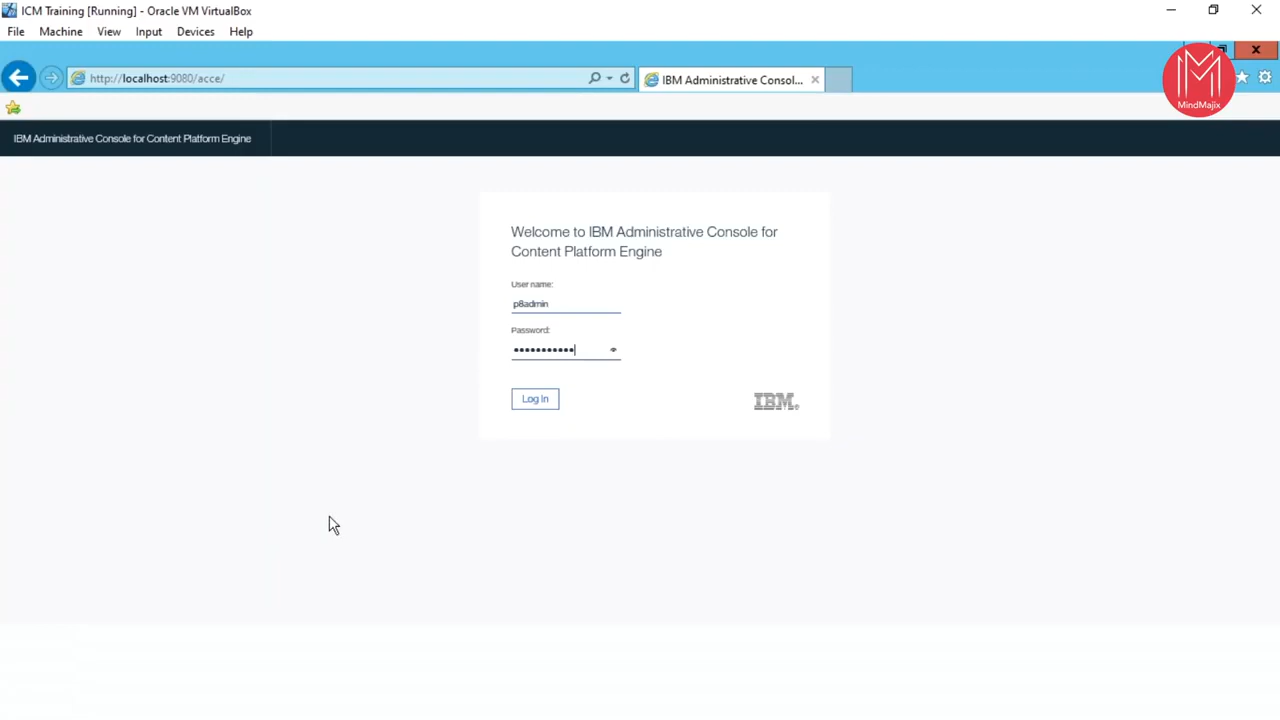 ICM Training [Running] - Oracle VM VirtualBox
File Machine View Input Devices Help
http://localhost:9080/acce/
IBM Administrative Consol...
MindMajix
IBM Administrative Console for Content Platform Engine
Welcome to IBM Administrative Console for
Content Platform Engine
User name:
p8admin
Password:
•••••••••••
Log In
IBM®